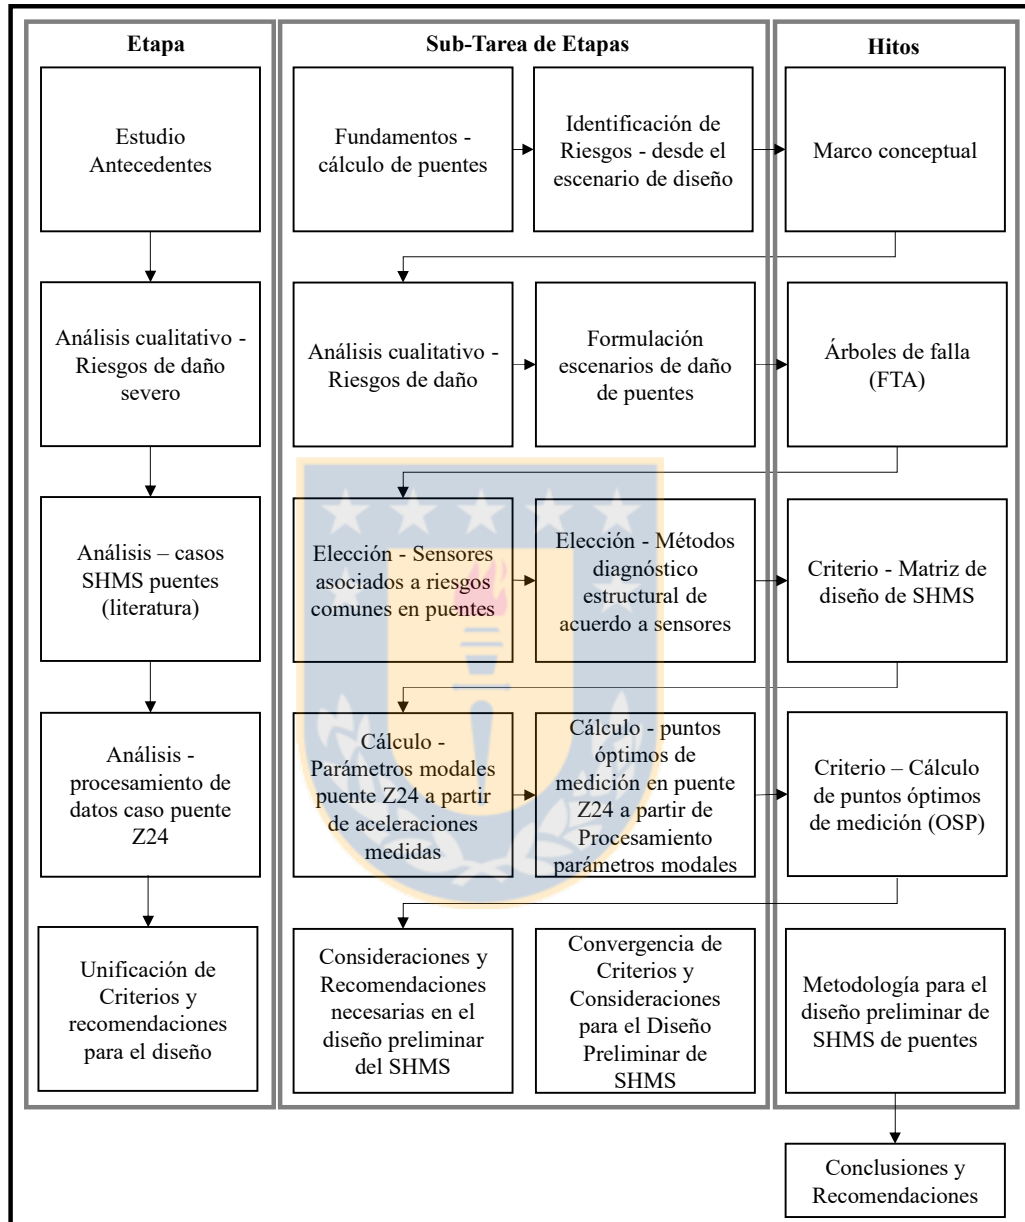 Etapa
Sub-Tarea de Etapas
Hitos
Estudio
Antecedentes
Fundamentos -
cálculo de puentes
Identificación de
Riesgos - desde el
escenario de diseño
Marco conceptual
Análisis cualitativo -
Riesgos de daño
severo
Análisis cualitativo -
Riesgos de daño
Formulación
escenarios de daño
de puentes
Árboles de falla
(FTA)
Análisis – casos
SHMS puentes
(literatura)
Elección - Sensores
asociados a riesgos
comunes en puentes
Elección - Métodos
diagnóstico
estructural de
acuerdo a sensores
Criterio - Matriz de
diseño de SHMS
Análisis -
procesamiento de
datos caso puente
Z24
Cálculo -
Parámetros modales
puente Z24 a partir
de aceleraciones
medidas
Cálculo - puntos
óptimos de
medición en puente
Z24 a partir de
Procesamiento
parámetros modales
Criterio – Cálculo
de puntos óptimos
de medición (OSP)
Unificación de
Criterios y
recomendaciones
para el diseño
Consideraciones y
Recomendaciones
necesarias en el
diseño preliminar
del SHMS
Convergencia de
Criterios y
Consideraciones
para el Diseño
Preliminar de
SHMS
Metodología para el
diseño preliminar de
SHMS de puentes
Conclusiones y
Recomendaciones